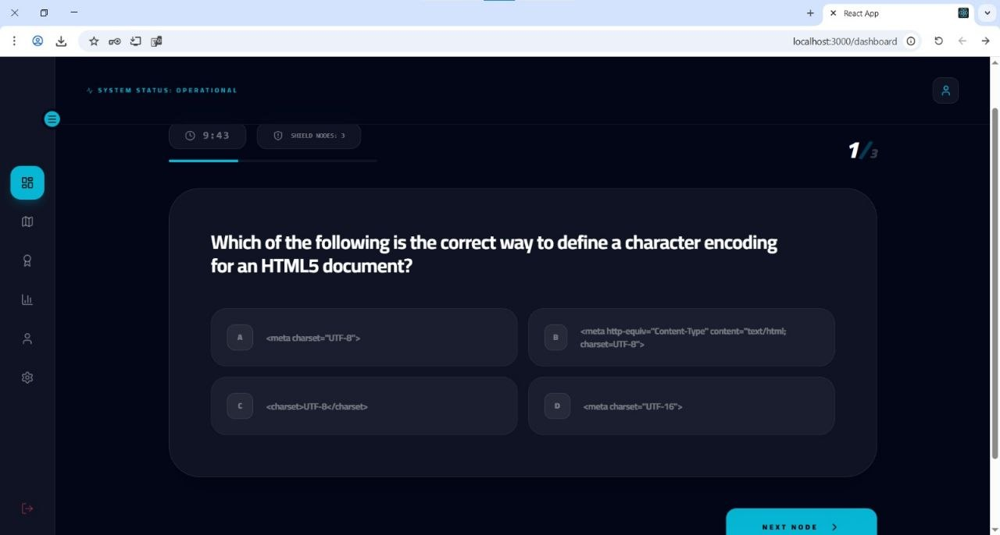 React App
localhost:3000/dashboard
SYSTEM STATUS: OPERATIONAL
9:43
SHIELD NODES: 3
1/3
Which of the following is the correct way to define a character encoding
for an HTML5 document?
A
<meta charset="UTF-8">
B
<meta http-equiv="Content-Type" content="text/html;
charset=UTF-8">
C
<charset>UTF-8</charset>
D
<meta charset="UTF-16">
NEXT NODE